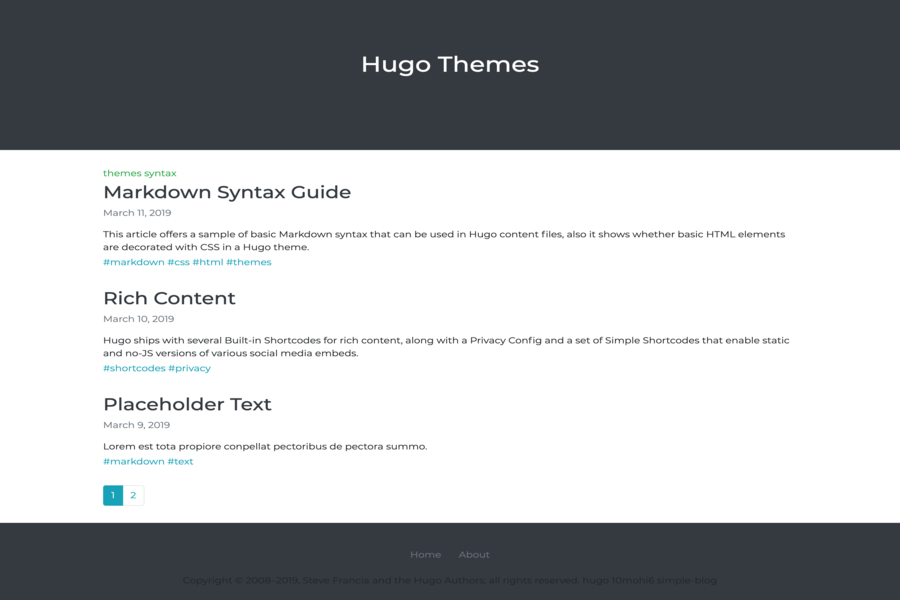 Hugo Themes
themes syntax
Markdown Syntax Guide
March 11, 2019
This article offers a sample of basic Markdown syntax that can be used in Hugo content files, also it shows whether basic HTML elements
are decorated with CSS in a Hugo theme.
#markdown #css #html #themes
Rich Content
March 10, 2019
Hugo ships with several Built-in Shortcodes for rich content, along with a Privacy Config and a set of Simple Shortcodes that enable static
and no-JS versions of various social media embeds.
#shortcodes #privacy
Placeholder Text
March 9, 2019
Lorem est tota propiore conpellat pectoribus de pectora summo.
#markdown #text
1 2
Home About
Copyright © 2008–2019, Steve Francis and the Hugo Authors; all rights reserved. hugo 10mohi6 simple-blog